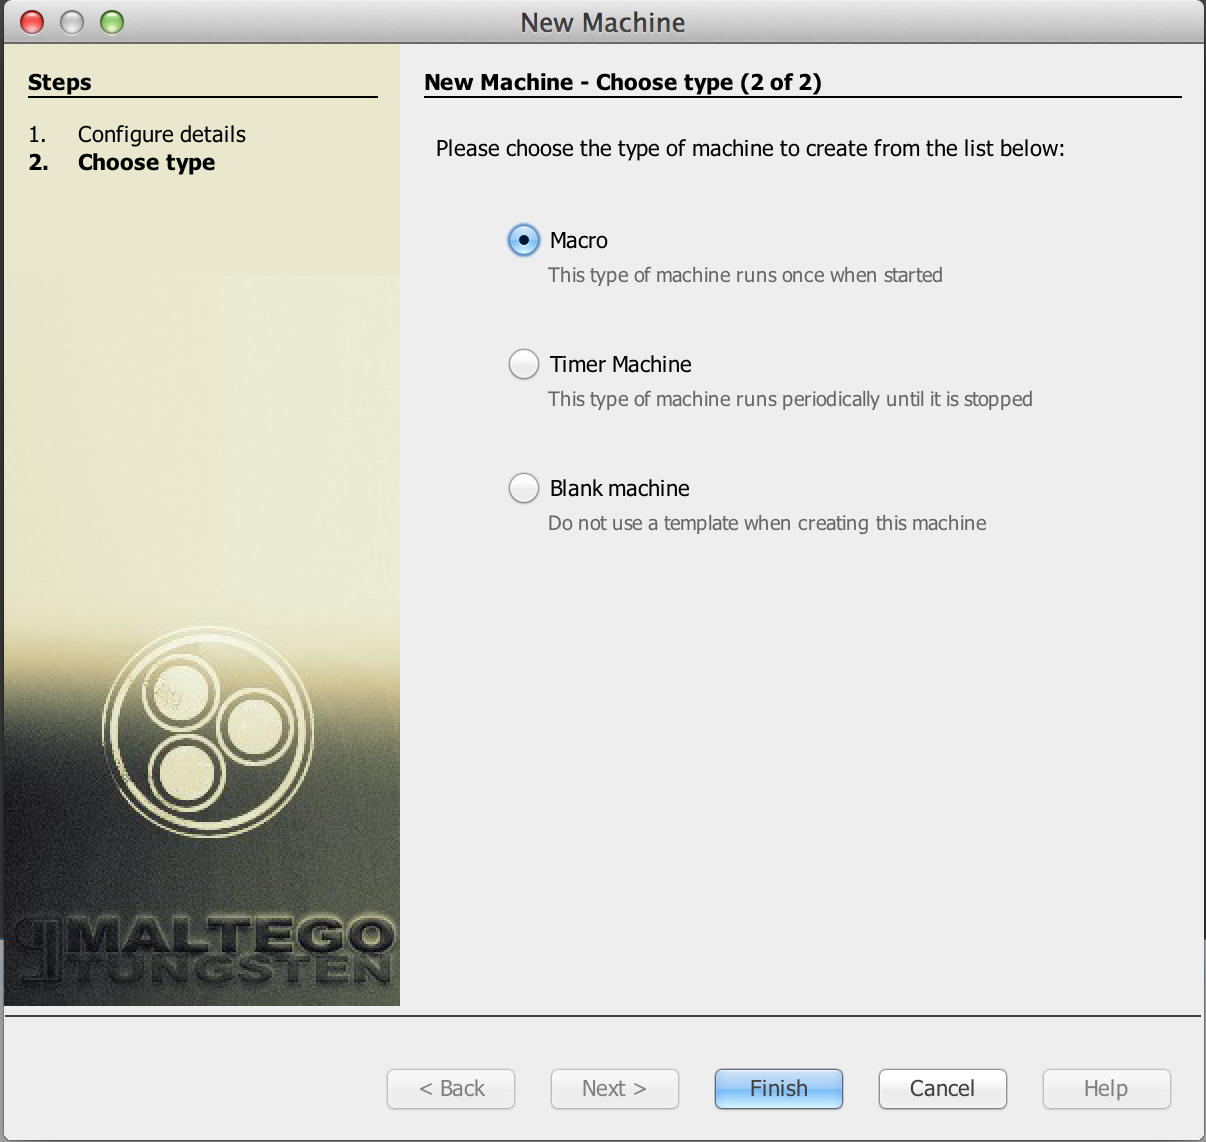 New Machine
Steps
1. Configure details
2. Choose type
New Machine - Choose type (2 of 2)
Please choose the type of machine to create from the list below:
Macro
This type of machine runs once when started
Timer Machine
This type of machine runs periodically until it is stopped
Blank machine
Do not use a template when creating this machine
MALTEGO
TUNGSTEN
< Back
Next >
Finish
Cancel
Help